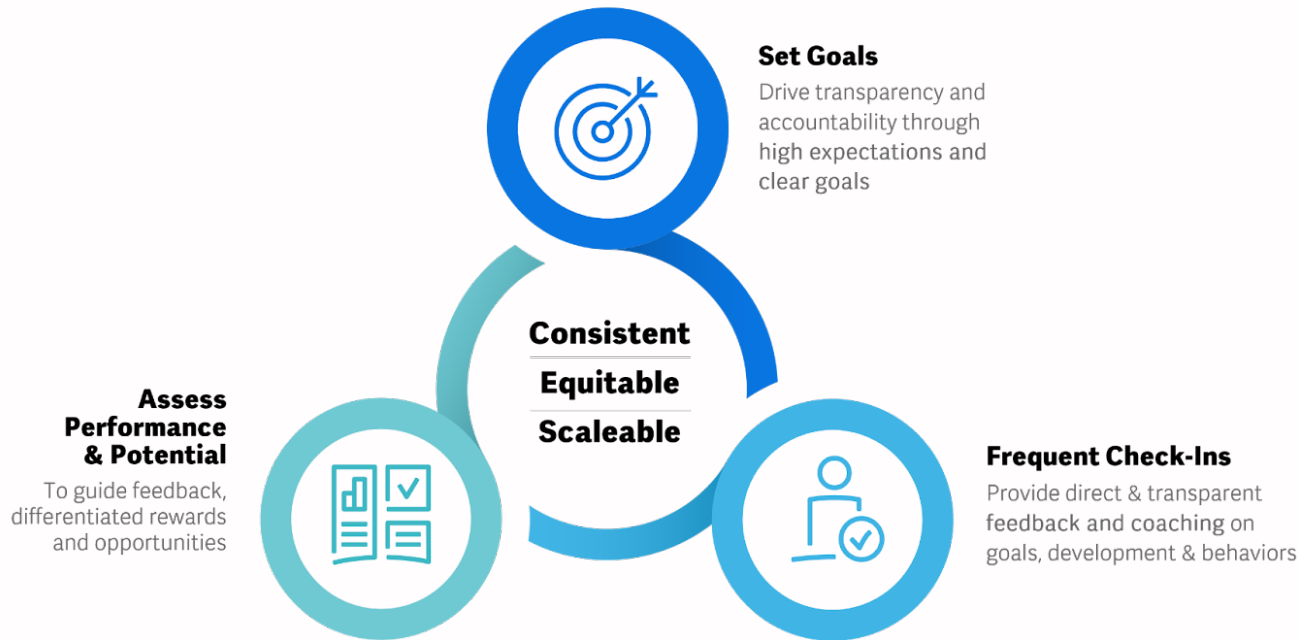 Set Goals
Drive transparency and
accountability through
high expectations and
clear goals
Consistent
Equitable
Scaleable
Assess
Performance
& Potential
To guide feedback,
differentiated rewards
and opportunities
Frequent Check-Ins
Provide direct & transparent
feedback and coaching on
goals, development & behaviors